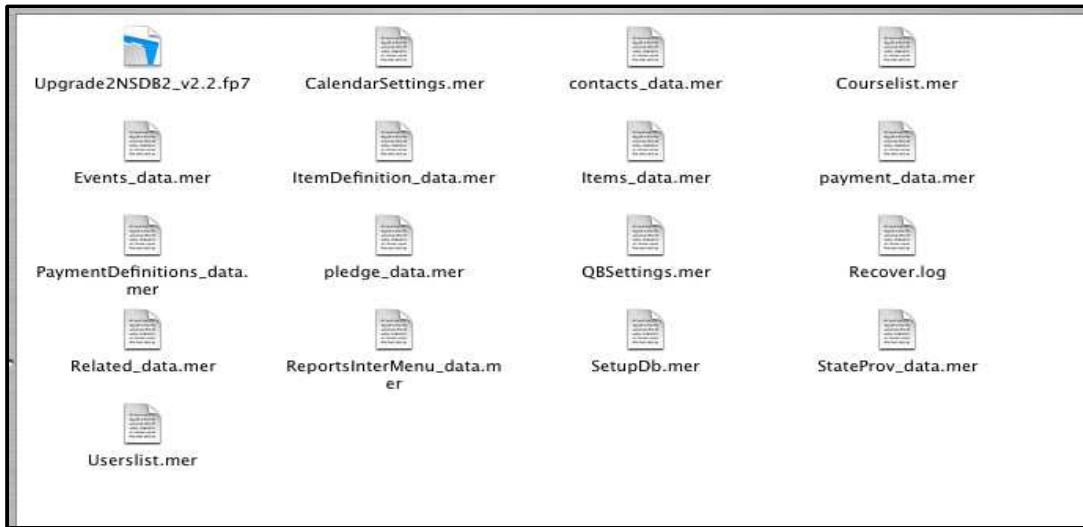 Upgrade2NSDB2_v2.2.fp7
CalendarSettings.mer
contacts_data.mer
Courselist.mer
Events_data.mer
ItemDefinition_data.mer
Items_data.mer
payment_data.mer
PaymentDefinitions_data.
mer
pledge_data.mer
QBSettings.mer
Recover.log
Related_data.mer
ReportsInterMenu_data.m
er
SetupDb.mer
StateProv_data.mer
Userslist.mer